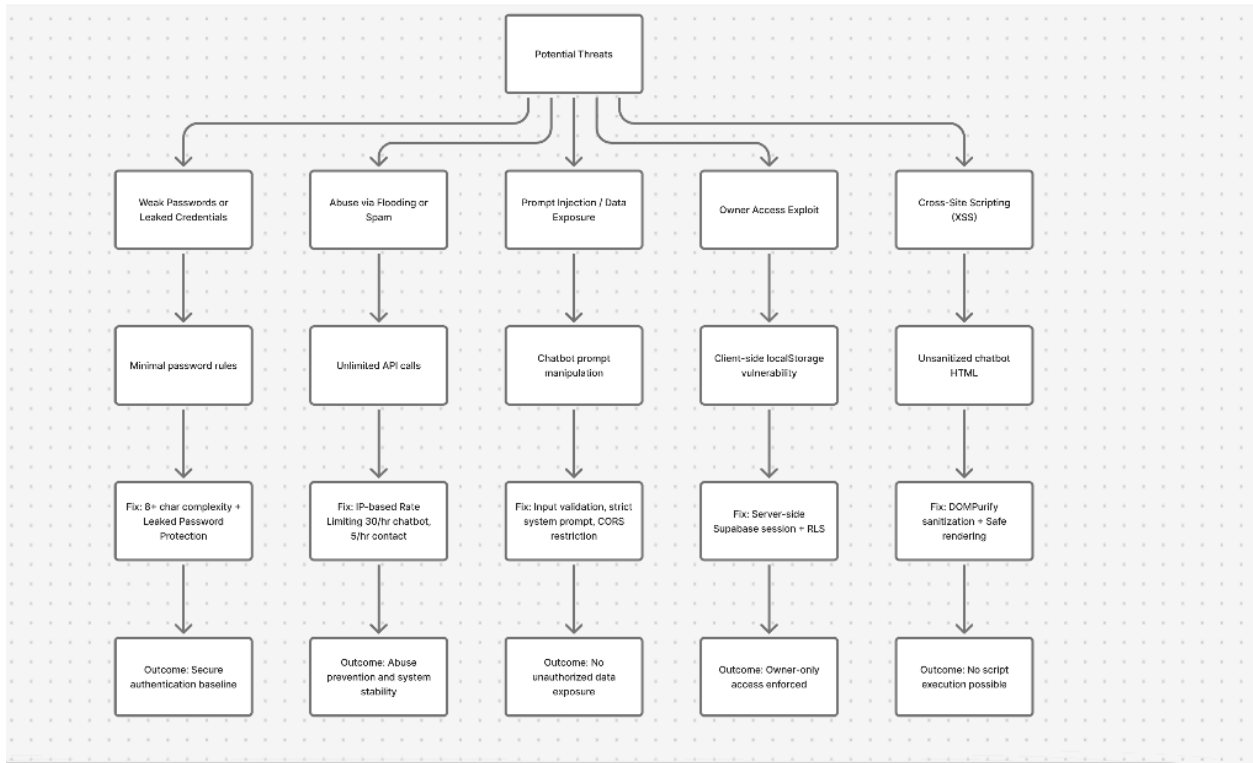 Potential Threats
Weak Passwords or
Leaked Credentials
Abuse via Flooding or
Spam
Prompt Injection / Data
Exposure
Owner Access Exploit
Cross-Site Scripting
(XSS)
Minimal password rules
Unlimited API calls
Chatbot prompt
manipulation
Client-side localStorage
vulnerability
Unsanitized chatbot
HTML
Fix: 8+ char complexity +
Leaked Password
Protection
Fix: IP-based Rate
Limiting 30/hr chatbot,
5/hr contact
Fix: Input validation, strict
system prompt, CORS
restriction
Fix: Server-side
Supabase session + RLS
Fix: DOMPurify
sanitization + Safe
rendering
Outcome: Secure
authentication baseline
Outcome: Abuse
prevention and system
stability
Outcome: No
unauthorized data
exposure
Outcome: Owner-only
access enforced
Outcome: No script
execution possible